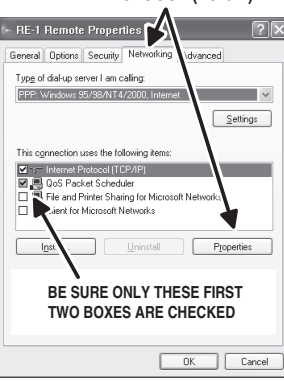 RE-1 Remote Properties
General Options Security Networking Advanced
Type of dial-up server I am calling:
PPP: Windows 95/98/NT4/2000, Internet
Settings
This connection uses the following items:
Internet Protocol (TCP/IP)
QoS Packet Scheduler
File and Printer Sharing for Microsoft Networks
Client for Microsoft Networks
Install... Uninstall Properties
BE SURE ONLY THESE FIRST
TWO BOXES ARE CHECKED
OK Cancel